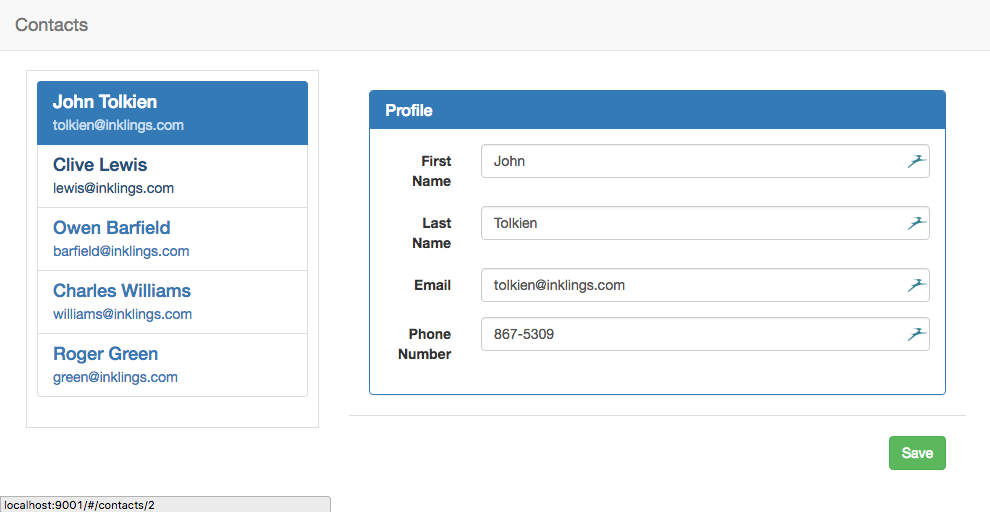 Contacts
John Tolkien
tolkien@inklings.com
Clive Lewis
lewis@inklings.com
Owen Barfield
barfield@inklings.com
Charles Williams
williams@inklings.com
Roger Green
green@inklings.com
Profile
First
Name
John
Last
Name
Tolkien
Email
tolkien@inklings.com
Phone
Number
867-5309
Save
localhost:9001/#/contacts/2